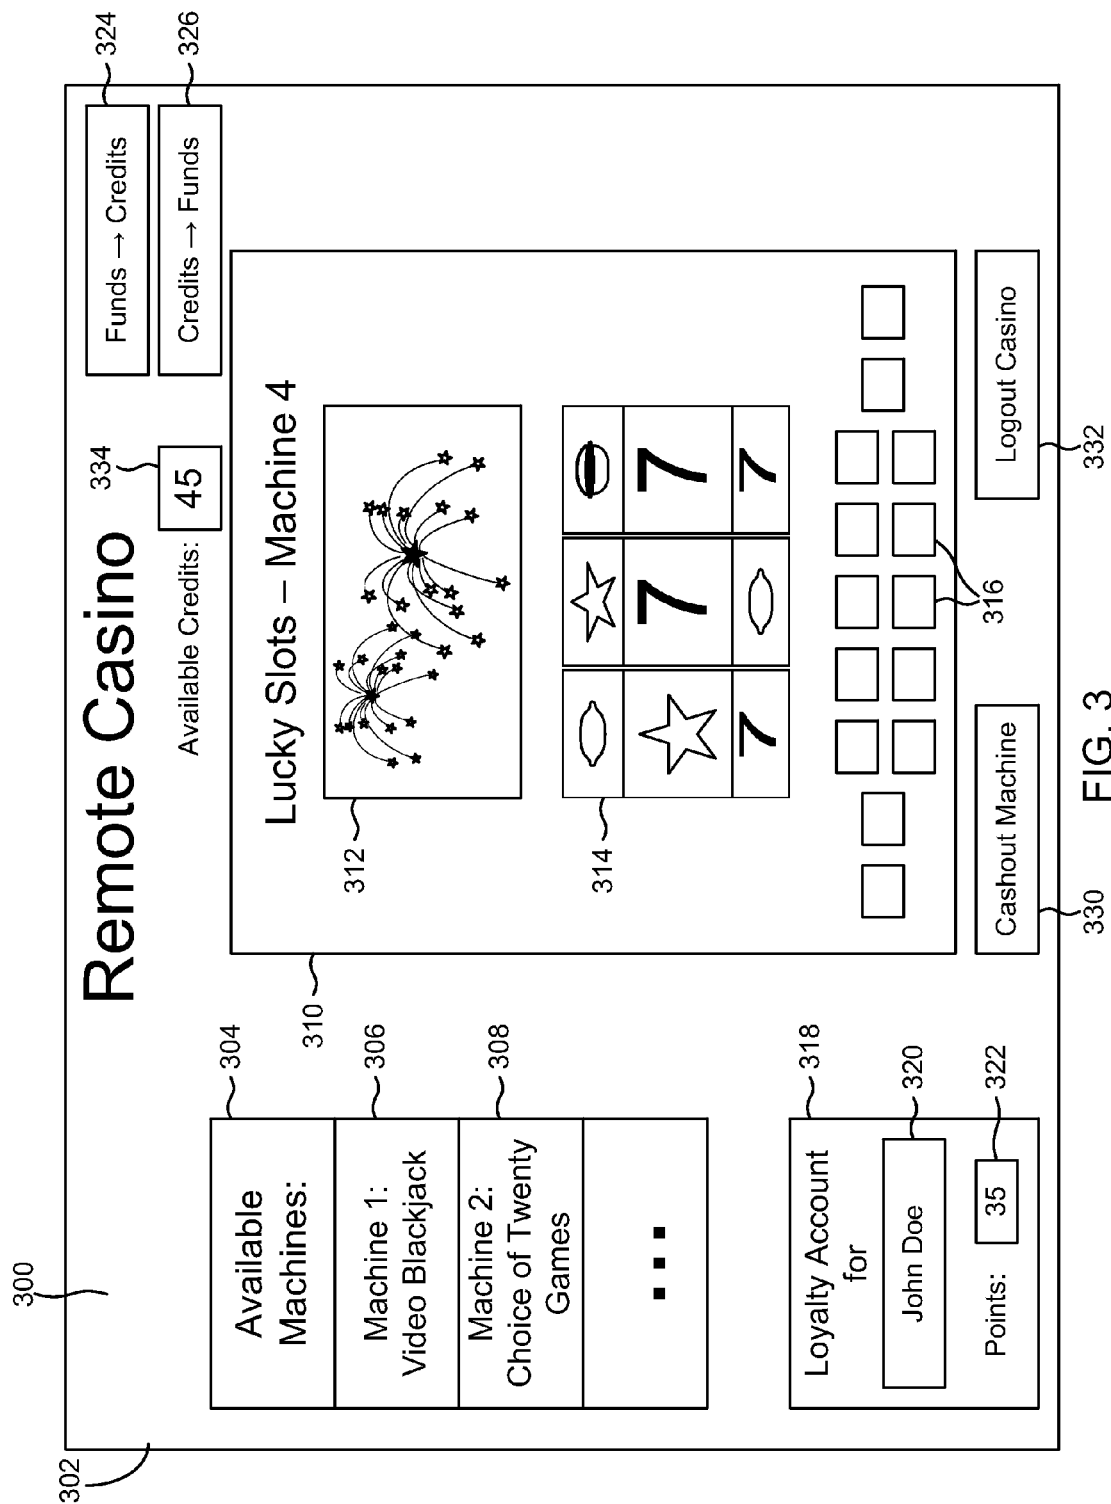 300
302
Remote Casino
324
Funds → Credits
326
Credits → Funds
334
Available Credits: 45
304
Available
Machines:
306
Machine 1:
Video Blackjack
308
Machine 2:
Choice of Twenty
Games
310
Lucky Slots – Machine 4
312
314
7
7
7
7
316
318
Loyalty Account
for
320
John Doe
322
Points: 35
Cashout Machine
330
Logout Casino
332
FIG. 3